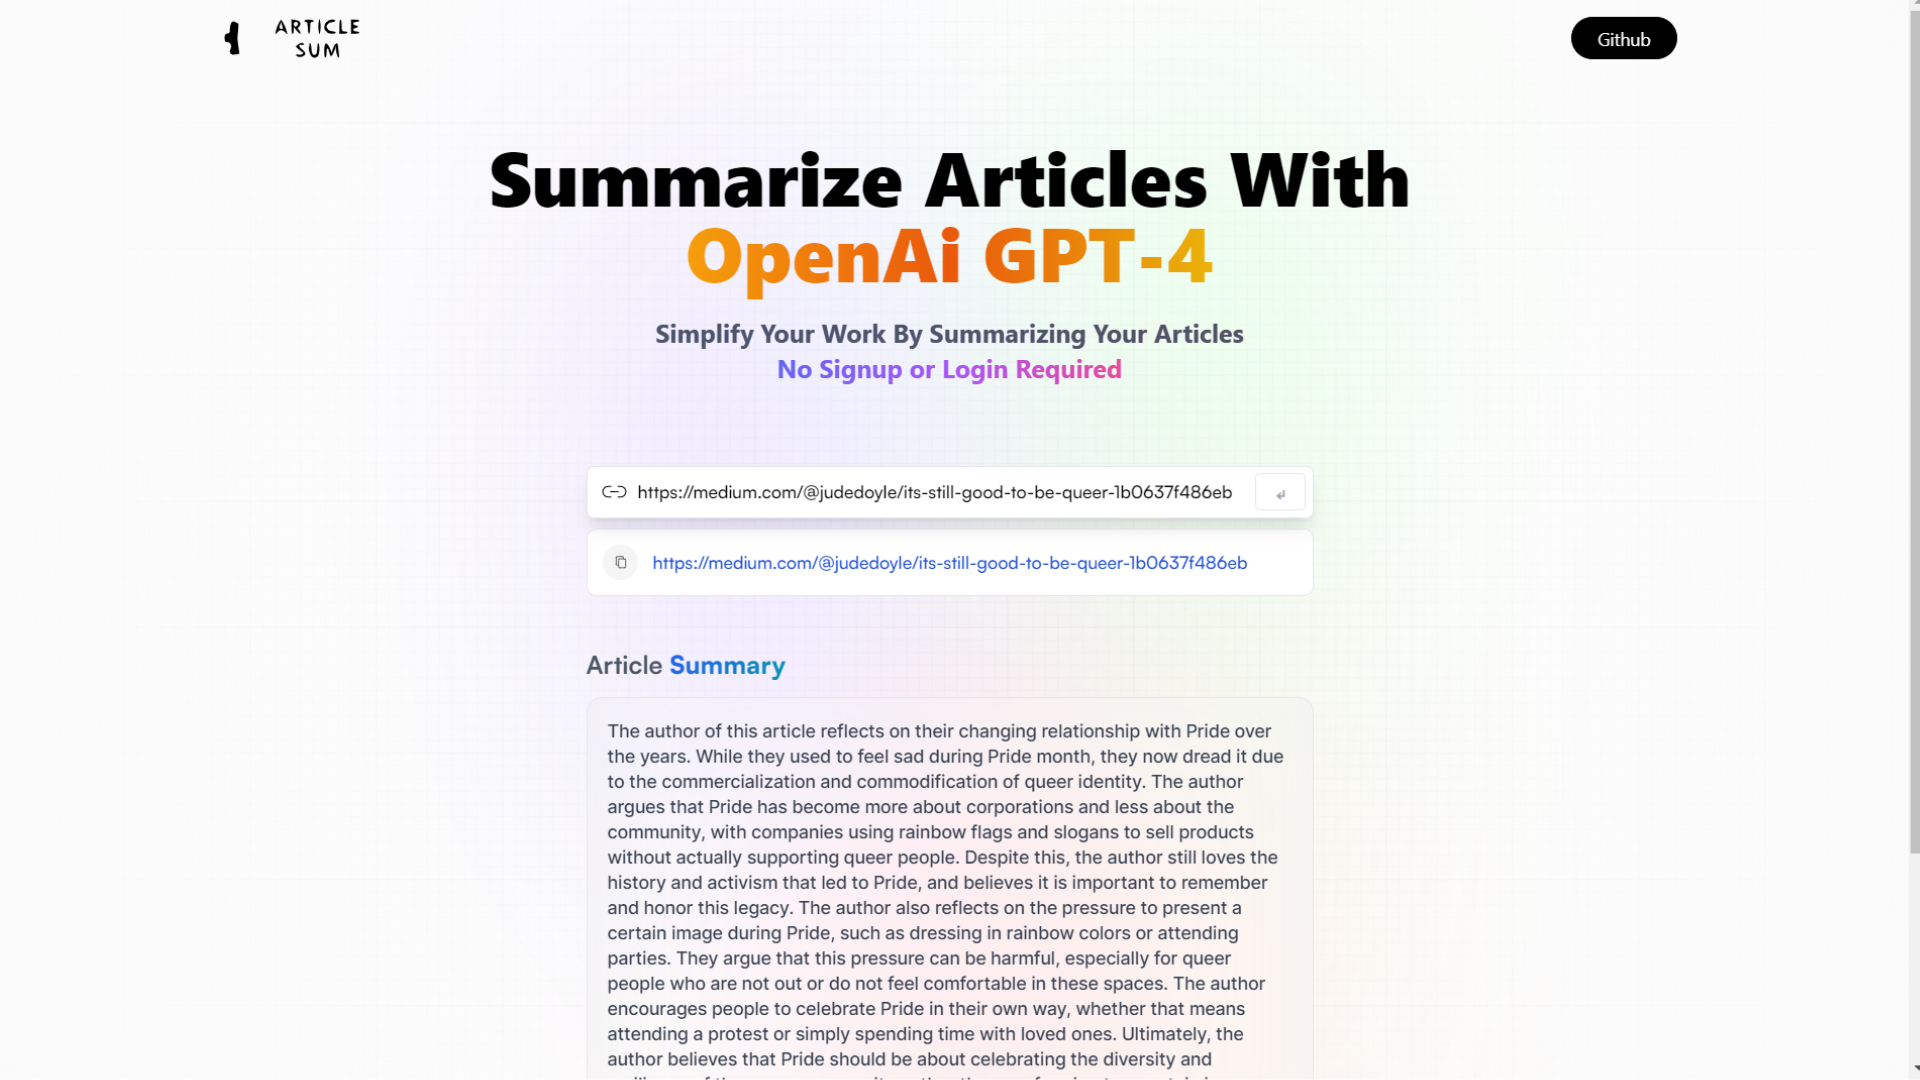 ARTICLE
SUM
Github
Summarize Articles With
OpenAi GPT-4
Simplify Your Work By Summarizing Your Articles
No Signup or Login Required
https://medium.com/@judedoyle/its-still-good-to-be-queer-1b0637f486eb
https://medium.com/@judedoyle/its-still-good-to-be-queer-1b0637f486eb
Article Summary
The author of this article reflects on their changing relationship with Pride over
the years. While they used to feel sad during Pride month, they now dread it due
to the commercialization and commodification of queer identity. The author
argues that Pride has become more about corporations and less about the
community, with companies using rainbow flags and slogans to sell products
without actually supporting queer people. Despite this, the author still loves the
history and activism that led to Pride, and believes it is important to remember
and honor this legacy. The author also reflects on the pressure to present a
certain image during Pride, such as dressing in rainbow colors or attending
parties. They argue that this pressure can be harmful, especially for queer
people who are not out or do not feel comfortable in these spaces. The author
encourages people to celebrate Pride in their own way, whether that means
attending a protest or simply spending time with loved ones. Ultimately, the
author believes that Pride should be about celebrating the diversity and